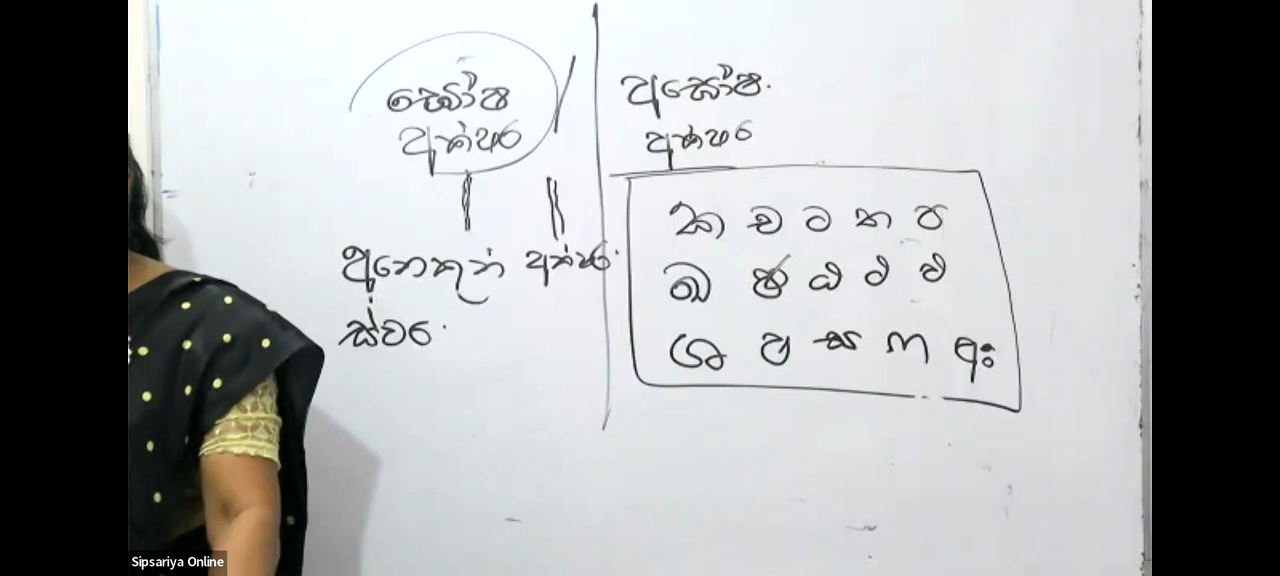 ඝෝෂ
අක්ෂර
අනෙකුත් අක්ෂර.
ස්වර.
අඝෝෂ.
අක්ෂර
ක ච ට ත ප
ඛ ඡ ඨ ථ ඵ
ශ ෂ ස ෆ අඃ
Sipsariya Online